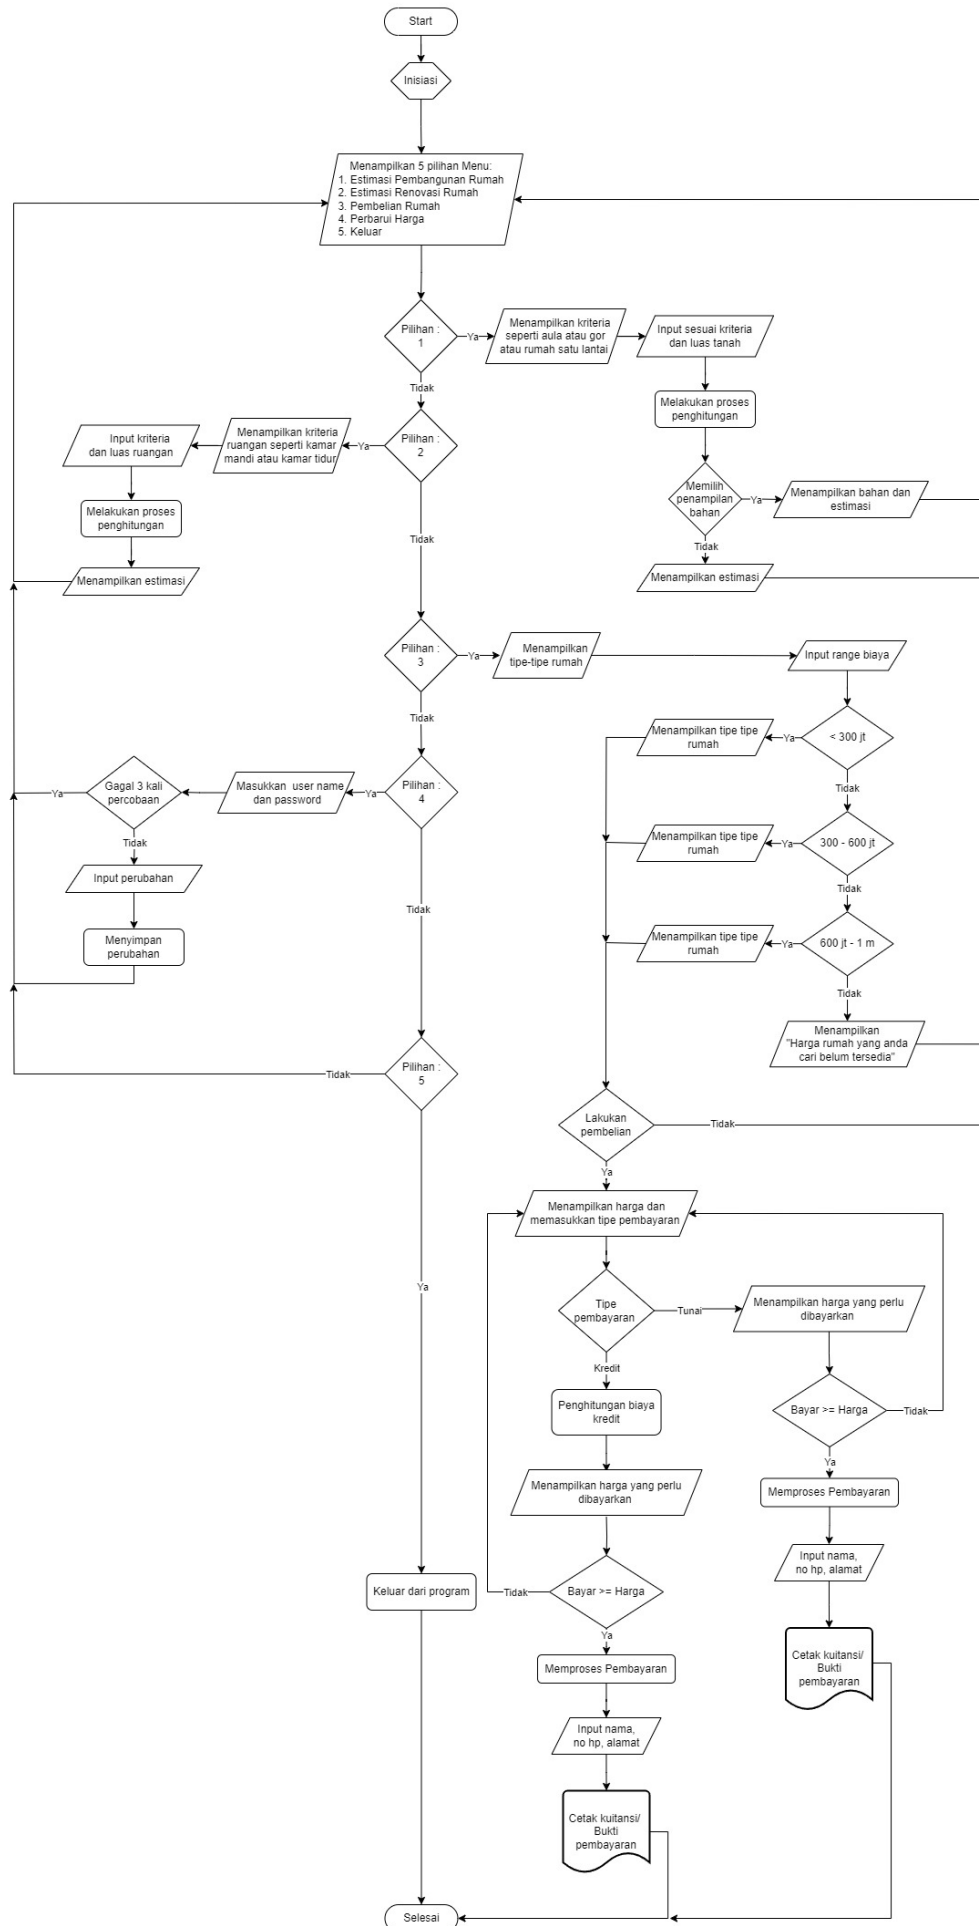 Start
Inisiasi
Menampilkan 5 pilihan Menu:
1. Estimasi Pembangunan Rumah
2. Estimasi Renovasi Rumah
3. Pembelian Rumah
4. Perbarui Harga
5. Keluar
Pilihan :
1
Ya
Menampilkan kriteria
seperti aula atau gor
atau rumah satu lantai
Input sesuai kriteria
dan luas tanah
Melakukan proses
penghitungan
Memilih
penampilan
bahan
Ya
Menampilkan bahan dan
estimasi
Tidak
Menampilkan estimasi
Tidak
Pilihan :
2
Ya
Menampilkan kriteria
ruangan seperti kamar
mandi atau kamar tidur
Input kriteria
dan luas ruangan
Melakukan proses
penghitungan
Menampilkan estimasi
Tidak
Pilihan :
3
Ya
Menampilkan
tipe-tipe rumah
Input range biaya
< 300 jt
Ya
Menampilkan tipe tipe
rumah
Tidak
300 - 600 jt
Ya
Menampilkan tipe tipe
rumah
Tidak
600 jt - 1 m
Ya
Menampilkan tipe tipe
rumah
Tidak
Menampilkan
"Harga rumah yang anda
cari belum tersedia"
Tidak
Pilihan :
4
Ya
Masukkan user name
dan password
Gagal 3 kali
percobaan
Ya
Tidak
Input perubahan
Menyimpan
perubahan
Tidak
Pilihan :
5
Tidak
Ya
Keluar dari program
Lakukan
pembelian
Tidak
Ya
Menampilkan harga dan
memasukkan tipe pembayaran
Tipe
pembayaran
Tunai
Menampilkan harga yang perlu
dibayarkan
Bayar >= Harga
Tidak
Ya
Memproses Pembayaran
Input nama,
no hp, alamat
Cetak kuitansi/
Bukti
pembayaran
Kredit
Penghitungan biaya
kredit
Menampilkan harga yang perlu
dibayarkan
Bayar >= Harga
Tidak
Ya
Memproses Pembayaran
Input nama,
no hp, alamat
Cetak kuitansi/
Bukti
pembayaran
Selesai